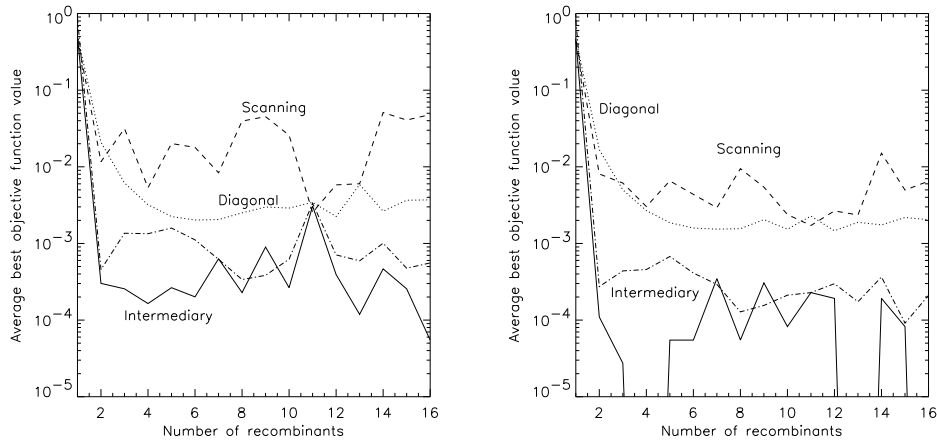 10^0
10^-1
10^-2
10^-3
10^-4
10^-5
Average best objective function value
Scanning
Diagonal
Intermediary
2 4 6 8 10 12 14 16
Number of recombinants
10^0
10^-1
10^-2
10^-3
10^-4
10^-5
Average best objective function value
Diagonal
Scanning
Intermediary
2 4 6 8 10 12 14 16
Number of recombinants